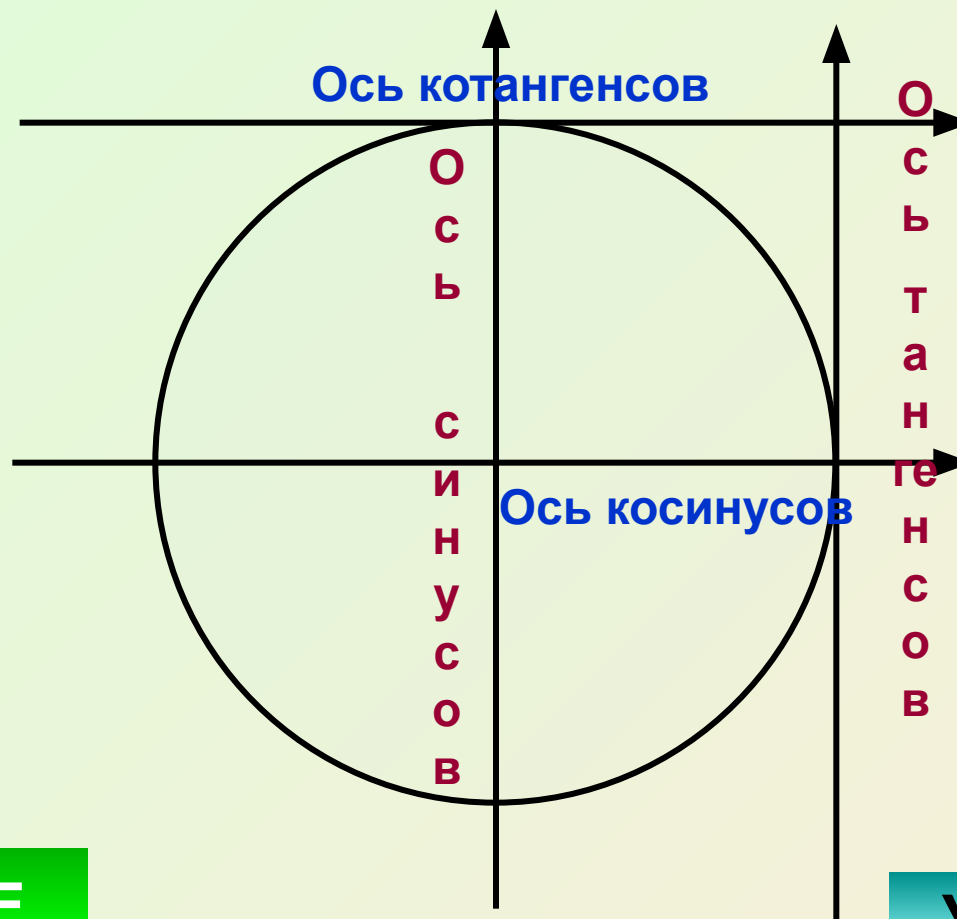 Ось котангенсов
Ось синусов
Ось тангенсов
Ось косинусов
=